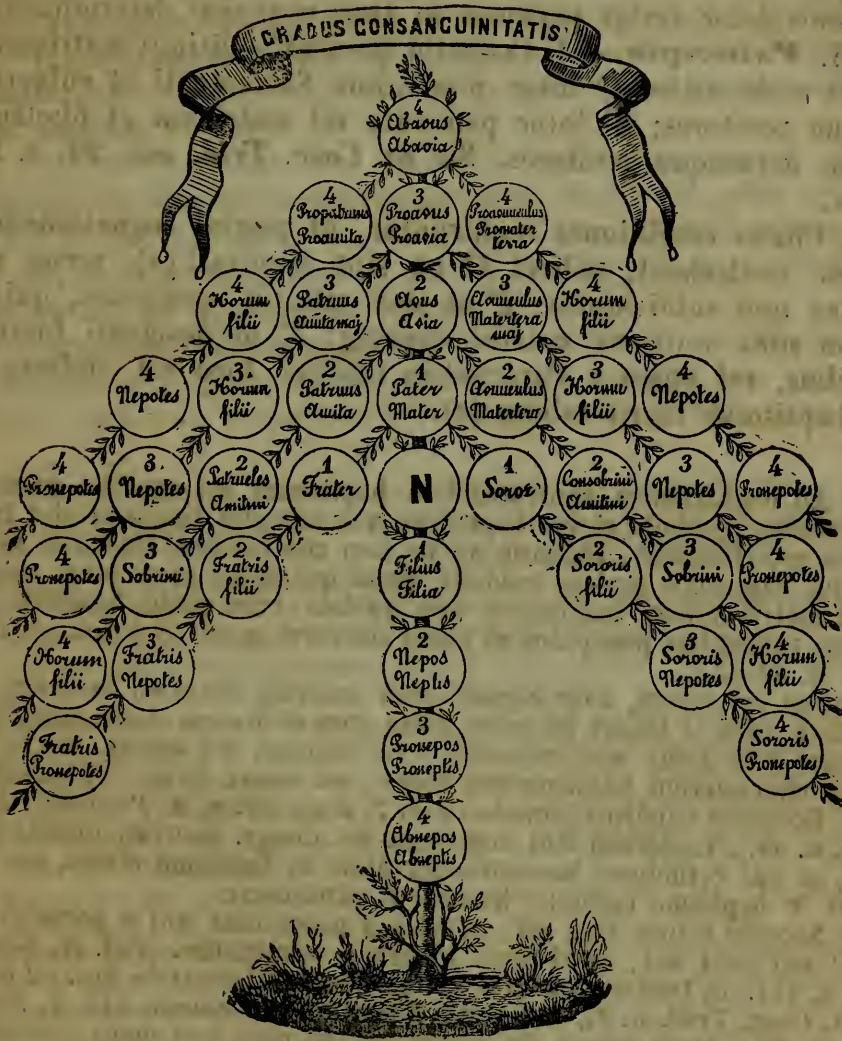 GRADUS CONSANGUINITATIS
4
Abavus
Abavia
4
Propatruus
Proamita
3
Proavus
Proavia
4
Proavunculus
Promater
terra
4
Horum
filii
3
Patruus
Amita maj
2
Avus
Avia
3
Avunculus
Matertera
maj
4
Horum
filii
4
Nepotes
3.
Horum
filii
2
Patruus
Amita
1
Pater
Mater
2
Avunculus
Matertera
3
Horum
filii
4
Nepotes
4
Pronepotes
3.
Nepotes
2
Patrueles
Amitini
1
Frater
N
1
Soror
2
Consobrini
Amitini
3
Nepotes
4
Pronepotes
4
Pronepotes
3
Sobrini
2
Fratris
filii
1
Filius
Filia
2
Sororis
filii
3
Sobrini
4
Pronepotes
4
Horum
filii
3
Fratris
Nepotes
2
Nepos
Neptis
3
Sororis
Nepotes
4
Horum
filii
Fratris
Pronepotes
3
Pronepos
Proneptis
4
Sororis
Pronepotes
4
Abnepos
Abneptis